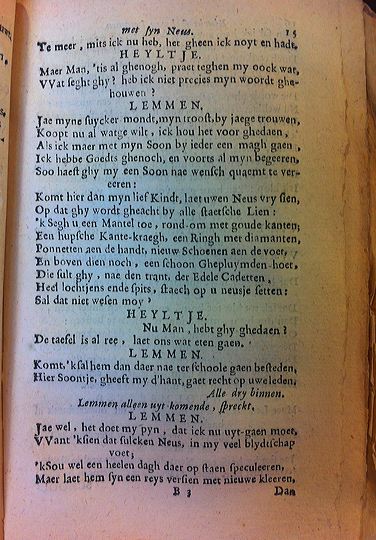 met syn Neus. 15
Te meer, mits ick nu heb, het gheen ick noyt en hadt.
HEYLTJE.
Maer Man, 'tis al ghenogh, praet teghen my oock war,
VVat seght ghy? heb ick niet precies myn woordt ghe-
houwen?
LEMMEN.
Jae myne suycker mondt, myn troost, by jaege trouwen,
Koopt nu al watge wilt, ick hou het voor ghedaen,
Als ick maer met myn Soon by ieder een magh gaen,
Ick hebbe Goedts ghenoch, en voorts al myn begeeren,
Soo haest ghy my een Soon nae wensch quaemt te ver-
eeren:
Komt hier dan myn lief Kindt, laet uwen Neus vry sien,
Op dat ghy wordt gheacht by alle staetsche Lien:
'k Segh u een Mantel toe, rond-om met goude kanten,
Een hupsche Kante-kraegh, een Ringh met diamanten,
Ponnetten aen de handt, nieuw Schoenen aen de voet,
En boven dien noch, een schoon Ghepluymden-hoet,
Die sult ghy, nae den trant, der Edele Cadetten,
Heel lochtjens ende spits, staech op u neusje setten:
Sal dat niet wesen moy?
HEYLTJE.
Nu Man, hebt ghy ghedaen?
De taefel is al ree, laet ons wat eten gaen.
LEMMEN.
Komt, 'ksal hem dan daer nae ter schoole gaen besteden,
Hier Soontje, gheeft my d'hant, gaet recht op uwe leden.
Alle dry binnen.
Lemmen alleen uyt komende, spreckt.
LEMMEN.
Jae wel, het doet my pyn, dat ick nu uyt-gaen moet,
VVant 'ksien dat sulcken Neus, in my veel blydtschap
voet;
'kSou wel een heelen dagh daer op staen speculeeren,
Maer laet hem syn een reys versien met nieuwe kleeren,
B 3 Dan